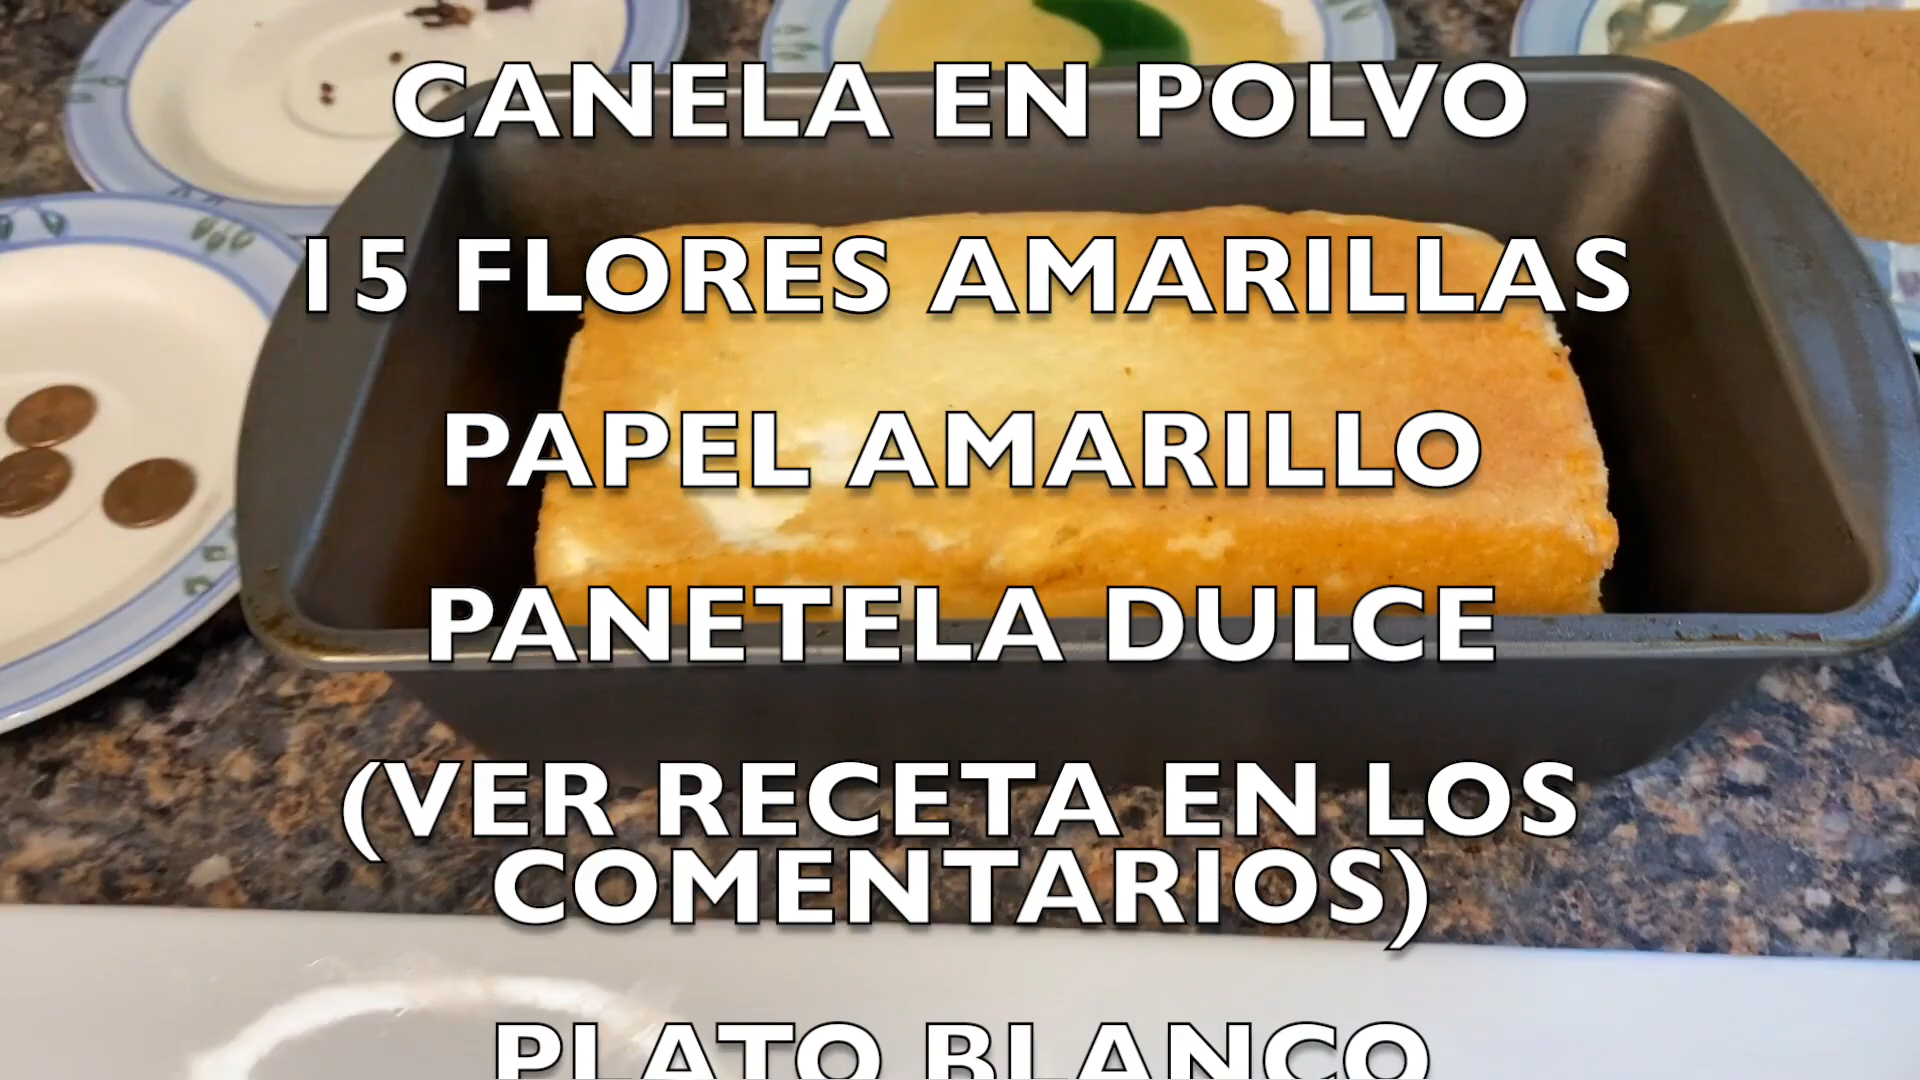 CANELA EN POLVO
15 FLORES AMARILLAS
PAPEL AMARILLO
PANETELA DULCE
(VER RECETA EN LOS
COMENTARIOS)
PLATO BLANCO